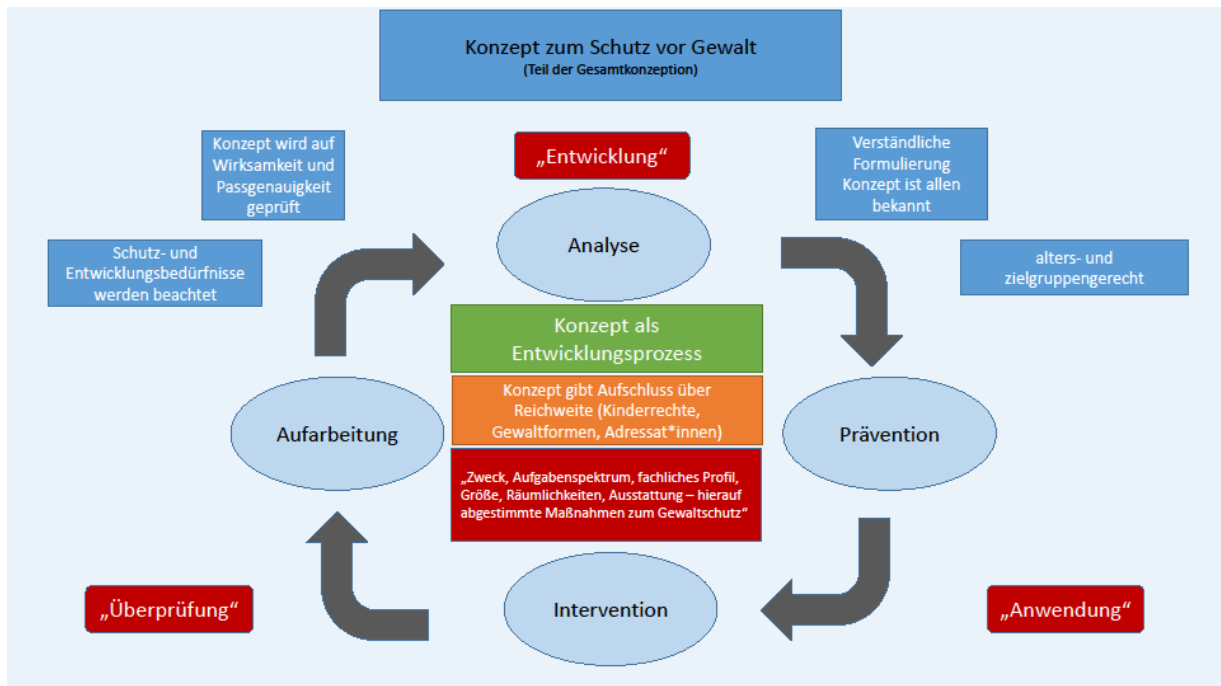 Konzept zum Schutz vor Gewalt
(Teil der Gesamtkonzeption)
Konzept wird auf
Wirksamkeit und
Passgenauigkeit
geprüft
„Entwicklung“
Verständliche
Formulierung
Konzept ist allen
bekannt
Schutz- und
Entwicklungsbedürfnisse
werden beachtet
Analyse
alters- und
zielgruppengerecht
Konzept als
Entwicklungsprozess
Konzept gibt Aufschluss über
Reichweite (Kinderrechte,
Gewaltformen, Adressat*innen)
Aufarbeitung
Prävention
„Zweck, Aufgabenspektrum, fachliches Profil,
Größe, Räumlichkeiten, Ausstattung – hierauf
abgestimmte Maßnahmen zum Gewaltschutz“
„Überprüfung“
Intervention
„Anwendung“